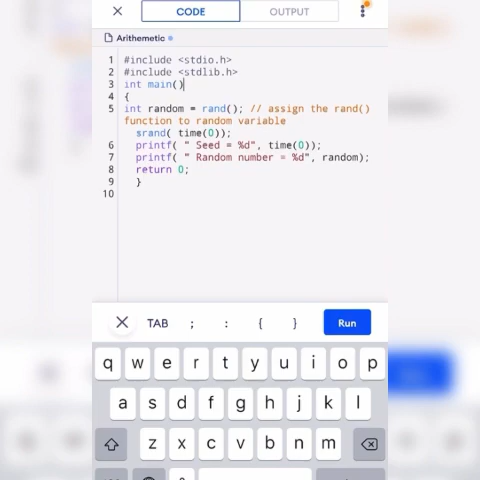 CODE
OUTPUT
Arithemetic
1 #include <stdio.h>
2 #include <stdlib.h>
3 int main()
4 {
5 int random = rand(); // assign the rand()
function to random variable
srand( time(0));
6 printf( " Seed = %d", time(0));
7 printf( " Random number = %d", random);
8 return 0;
9 }
10
TAB ; : { } Run
q w e r t y u i o p
a s d f g h j k l
z x c v b n m